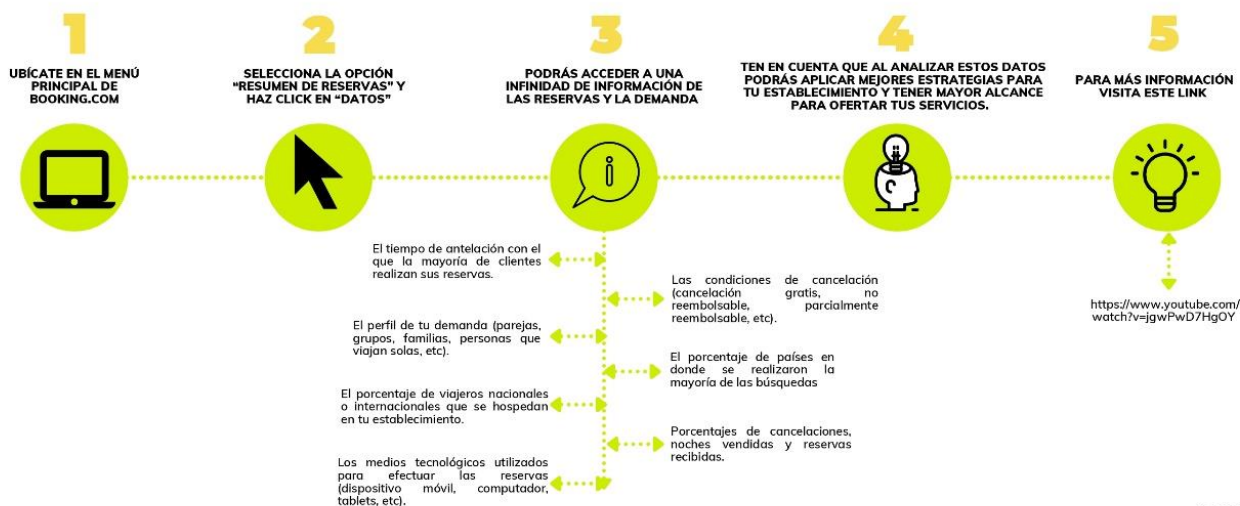 1
UBÍCATE EN EL MENÚ
PRINCIPAL DE
BOOKING.COM
2
SELECCIONA LA OPCIÓN
"RESUMEN DE RESERVAS" Y
HAZ CLICK EN "DATOS"
3
PODRÁS ACCEDER A UNA
INFINIDAD DE INFORMACIÓN DE
LAS RESERVAS Y LA DEMANDA
4
TEN EN CUENTA QUE AL ANALIZAR ESTOS DATOS
PODRÁS APLICAR MEJORES ESTRATEGIAS PARA
TU ESTABLECIMIENTO Y TENER MAYOR ALCANCE
PARA OFERTAR TUS SERVICIOS.
5
PARA MÁS INFORMACIÓN
VISITA ESTE LINK
i
El tiempo de antelación con el
que la mayoría de clientes
realizan sus reservas.
Las condiciones de cancelación
(cancelación gratis, no
reembolsable, parcialmente
reembolsable, etc).
El perfil de tu demanda (parejas,
grupos, familias, personas que
viajan solas, etc).
El porcentaje de países en
donde se realizaron la
mayoría de las búsquedas
El porcentaje de viajeros nacionales
o internacionales que se hospedan
en tu establecimiento.
Porcentajes de cancelaciones,
noches vendidas y reservas
recibidas.
Los medios tecnológicos utilizados
para efectuar las reservas
(dispositivo móvil, computador,
tablets, etc).
https://www.youtube.com/
watch?v=jgwPwD7HgOY